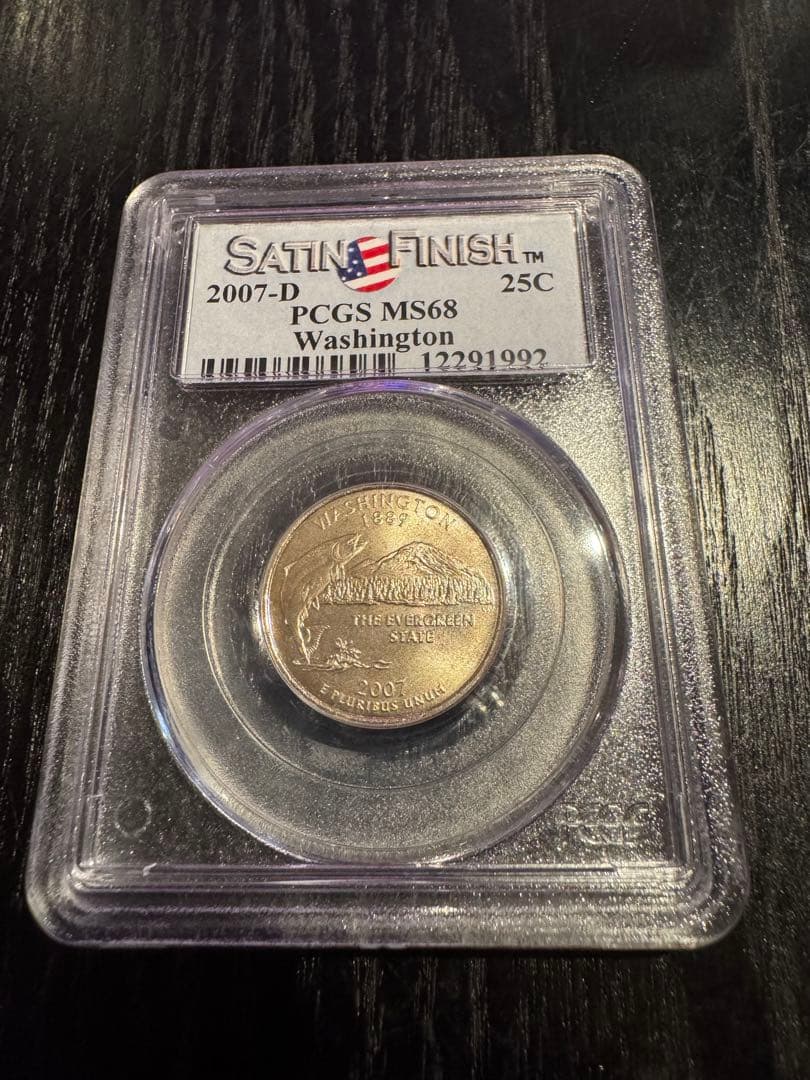 SATIN FINISH™
2007-D 25C
PCGS MS68
Washington
12291992
WASHINGTON
1889
THE EVERGREEN
STATE
2007
E PLURIBUS UNUM
PCGS